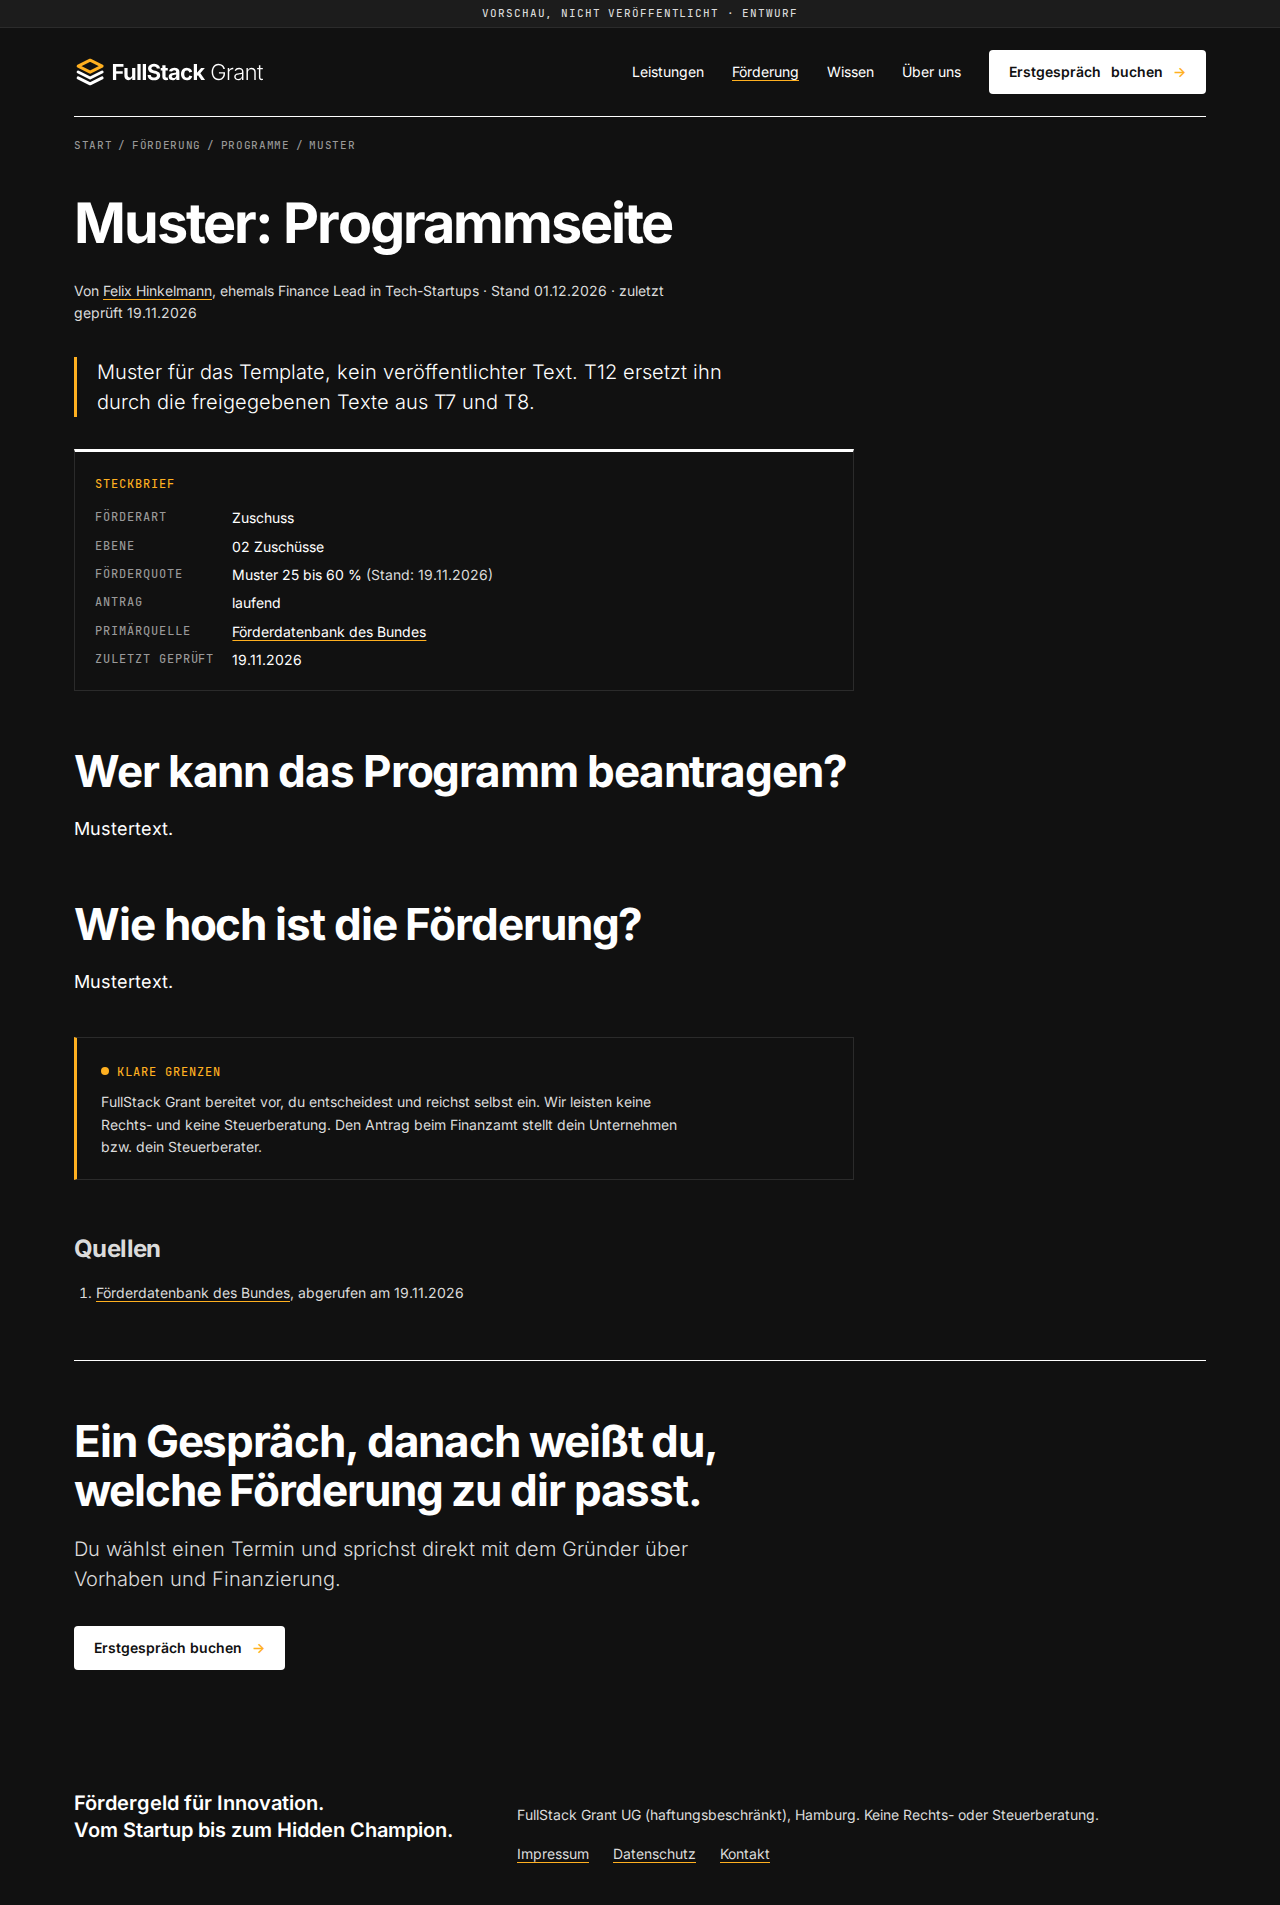 VORSCHAU, NICHT VERÖFFENTLICHT · ENTWURF
FullStack Grant
Leistungen
Förderung
Wissen
Über uns
Erstgespräch buchen →
START / FÖRDERUNG / PROGRAMME / MUSTER
Muster: Programmseite
Von Felix Hinkelmann, ehemals Finance Lead in Tech-Startups · Stand 01.12.2026 · zuletzt
geprüft 19.11.2026
Muster für das Template, kein veröffentlichter Text. T12 ersetzt ihn
durch die freigegebenen Texte aus T7 und T8.
STECKBRIEF
FÖRDERART Zuschuss
EBENE 02 Zuschüsse
FÖRDERQUOTE Muster 25 bis 60 % (Stand: 19.11.2026)
ANTRAG laufend
PRIMÄRQUELLE Förderdatenbank des Bundes
ZULETZT GEPRÜFT 19.11.2026
Wer kann das Programm beantragen?
Mustertext.
Wie hoch ist die Förderung?
Mustertext.
KLARE GRENZEN
FullStack Grant bereitet vor, du entscheidest und reichst selbst ein. Wir leisten keine
Rechts- und keine Steuerberatung. Den Antrag beim Finanzamt stellt dein Unternehmen
bzw. dein Steuerberater.
Quellen
1. Förderdatenbank des Bundes, abgerufen am 19.11.2026
Ein Gespräch, danach weißt du,
welche Förderung zu dir passt.
Du wählst einen Termin und sprichst direkt mit dem Gründer über
Vorhaben und Finanzierung.
Erstgespräch buchen →
Fördergeld für Innovation.
Vom Startup bis zum Hidden Champion.
FullStack Grant UG (haftungsbeschränkt), Hamburg. Keine Rechts- oder Steuerberatung.
Impressum
Datenschutz
Kontakt